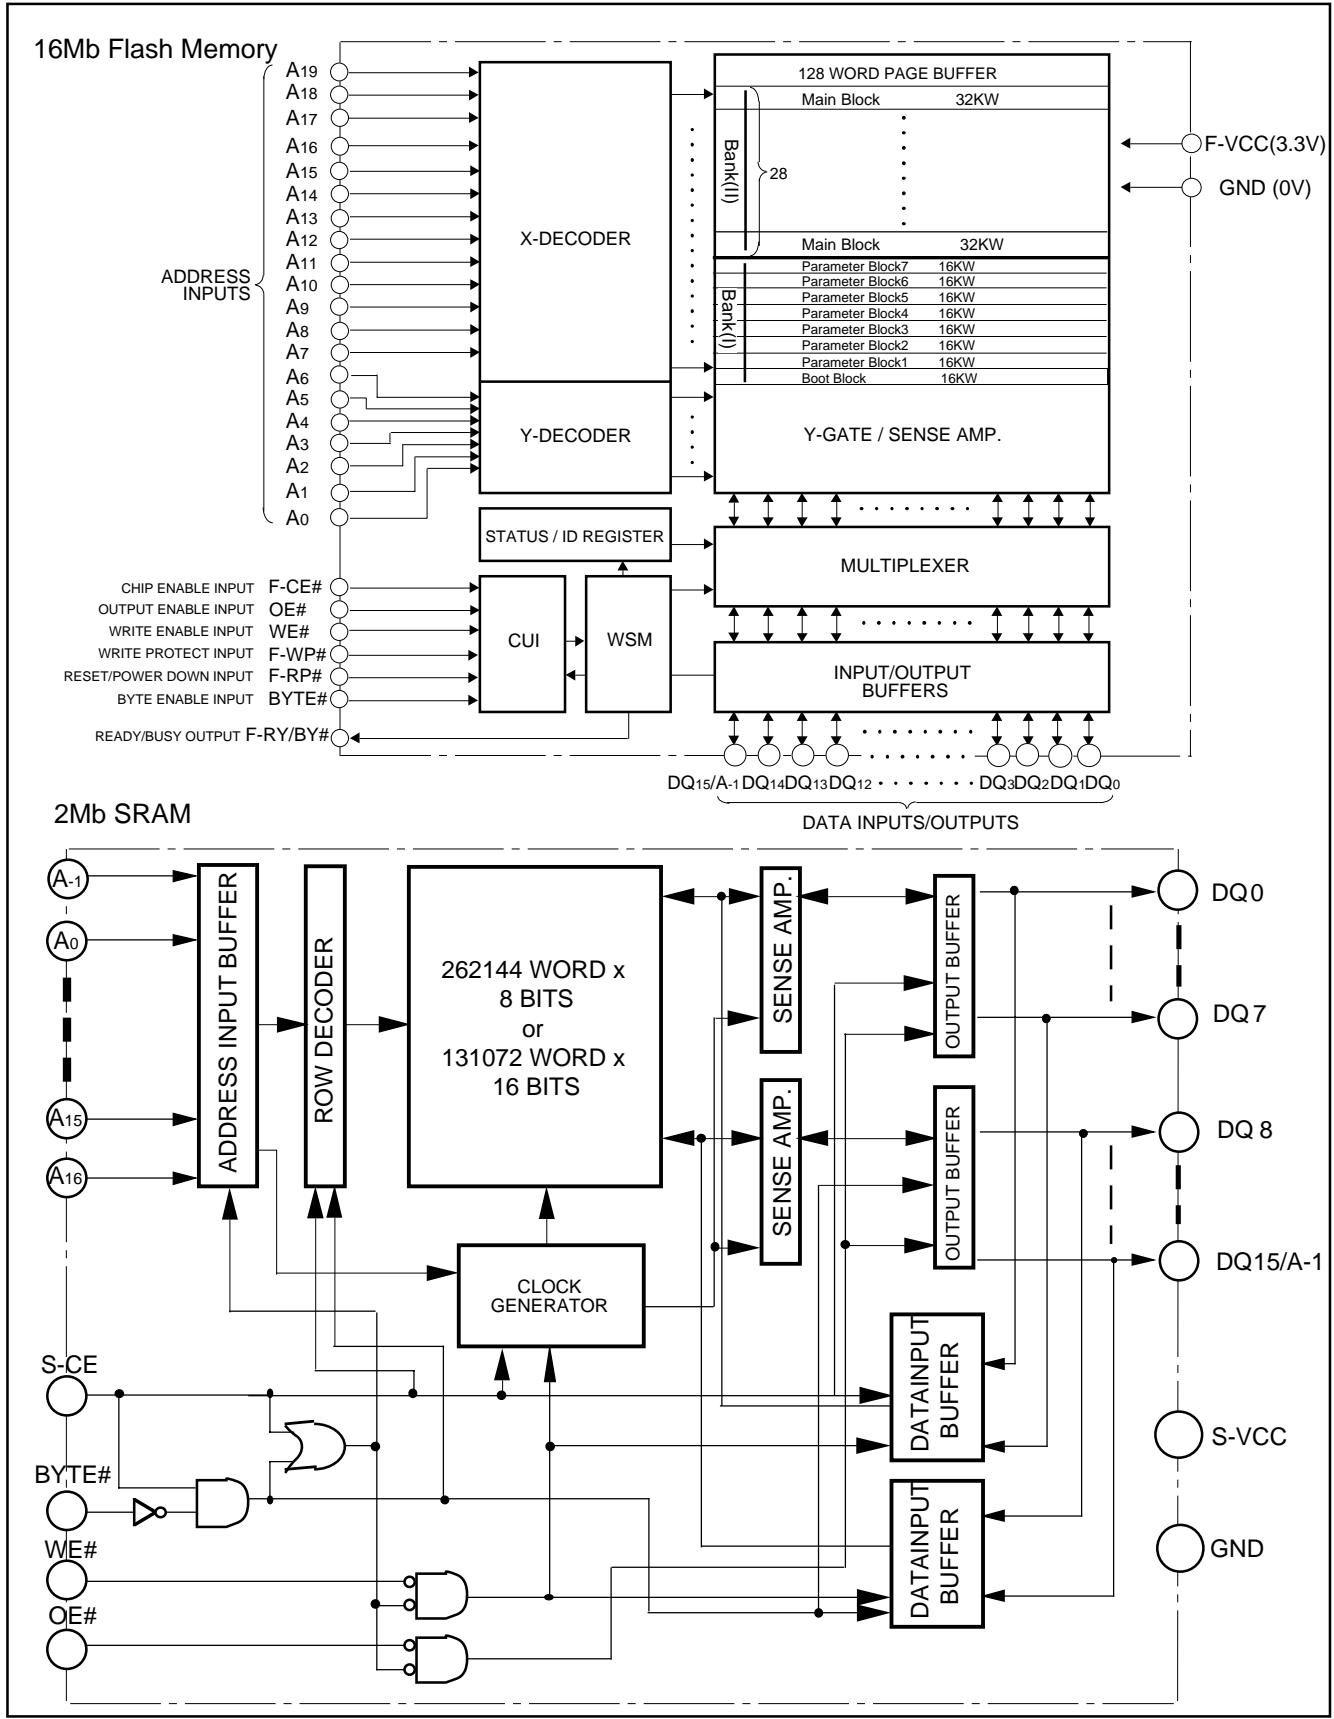 16Mb Flash Memory
A19
A18
A17
A16
A15
A14
A13
A12
A11
A10
A9
A8
A7
A6
A5
A4
A3
A2
A1
A0
ADDRESS
INPUTS
X-DECODER
Y-DECODER
128 WORD PAGE BUFFER
Main Block 32KW
Bank(II)
28
Main Block 32KW
Bank(I)
Parameter Block7 16KW
Parameter Block6 16KW
Parameter Block5 16KW
Parameter Block4 16KW
Parameter Block3 16KW
Parameter Block2 16KW
Parameter Block1 16KW
Boot Block 16KW
Y-GATE / SENSE AMP.
F-VCC(3.3V)
GND (0V)
STATUS / ID REGISTER
MULTIPLEXER
CHIP ENABLE INPUT F-CE#
OUTPUT ENABLE INPUT OE#
WRITE ENABLE INPUT WE#
WRITE PROTECT INPUT F-WP#
RESET/POWER DOWN INPUT F-RP#
BYTE ENABLE INPUT BYTE#
READY/BUSY OUTPUT F-RY/BY#
CUI
WSM
INPUT/OUTPUT
BUFFERS
DQ15/A-1 DQ14 DQ13 DQ12 · · · · · · · · DQ3 DQ2 DQ1 DQ0
DATA INPUTS/OUTPUTS
2Mb SRAM
A-1
A0
A15
A16
ADDRESS INPUT BUFFER
ROW DECODER
262144 WORD x
8 BITS
or
131072 WORD x
16 BITS
SENSE AMP.
SENSE AMP.
OUTPUT BUFFER
OUTPUT BUFFER
DQ0
DQ7
DQ8
DQ15/A-1
CLOCK
GENERATOR
DATAINPUT
BUFFER
DATAINPUT
BUFFER
S-CE
BYTE#
WE#
OE#
S-VCC
GND